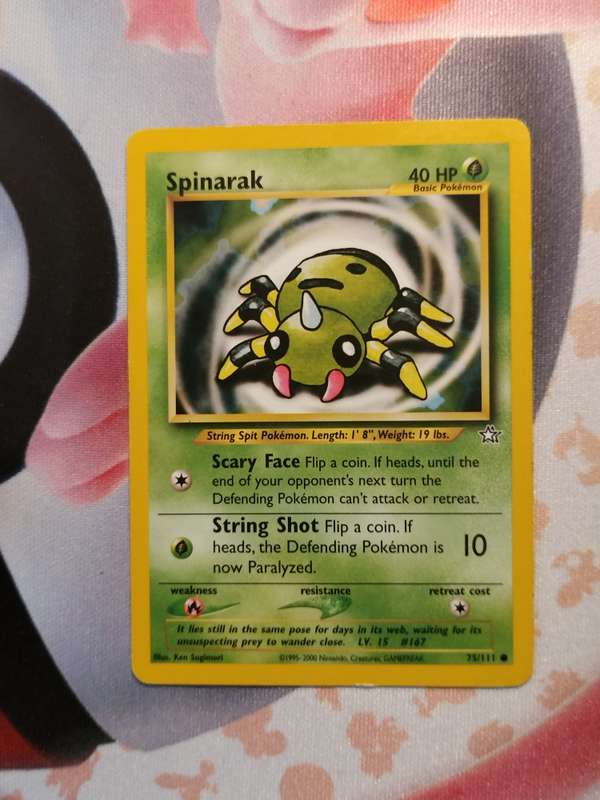 Spinarak
40 HP
Basic Pokémon
String Spit Pokémon. Length: 1' 8", Weight: 19 lbs.
Scary Face Flip a coin. If heads, until the
end of your opponent's next turn the
Defending Pokémon can't attack or retreat.
String Shot Flip a coin. If
heads, the Defending Pokémon is
now Paralyzed.
10
weakness resistance retreat cost
It lies still in the same pose for days in its web, waiting for its
unsuspecting prey to wander close. LV. 15 #167
Illus. Ken Sugimori ©1995-2000 Nintendo, Creatures, GAMEFREAK. 75/111